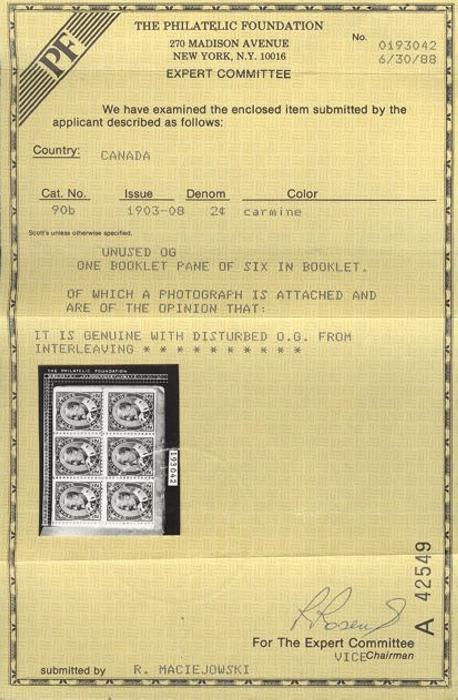 PF
THE PHILATELIC FOUNDATION
270 MADISON AVENUE
NEW YORK, N.Y. 10016
EXPERT COMMITTEE
No. 0193042
6/30/88
We have examined the enclosed item submitted by the
applicant described as follows:
Country: CANADA
Cat. No. Issue Denom Color
90b 1903-08 2¢ carmine
Scott's unless otherwise specified.
UNUSED OG
ONE BOOKLET PANE OF SIX IN BOOKLET.
OF WHICH A PHOTOGRAPH IS ATTACHED AND
ARE OF THE OPINION THAT:
IT IS GENUINE WITH DISTURBED O.G. FROM
INTERLEAVING * * * * * * * * * *
THE PHILATELIC FOUNDATION
193042
A 42549
For The Expert Committee
VICE Chairman
submitted by R. MACIEJOWSKI